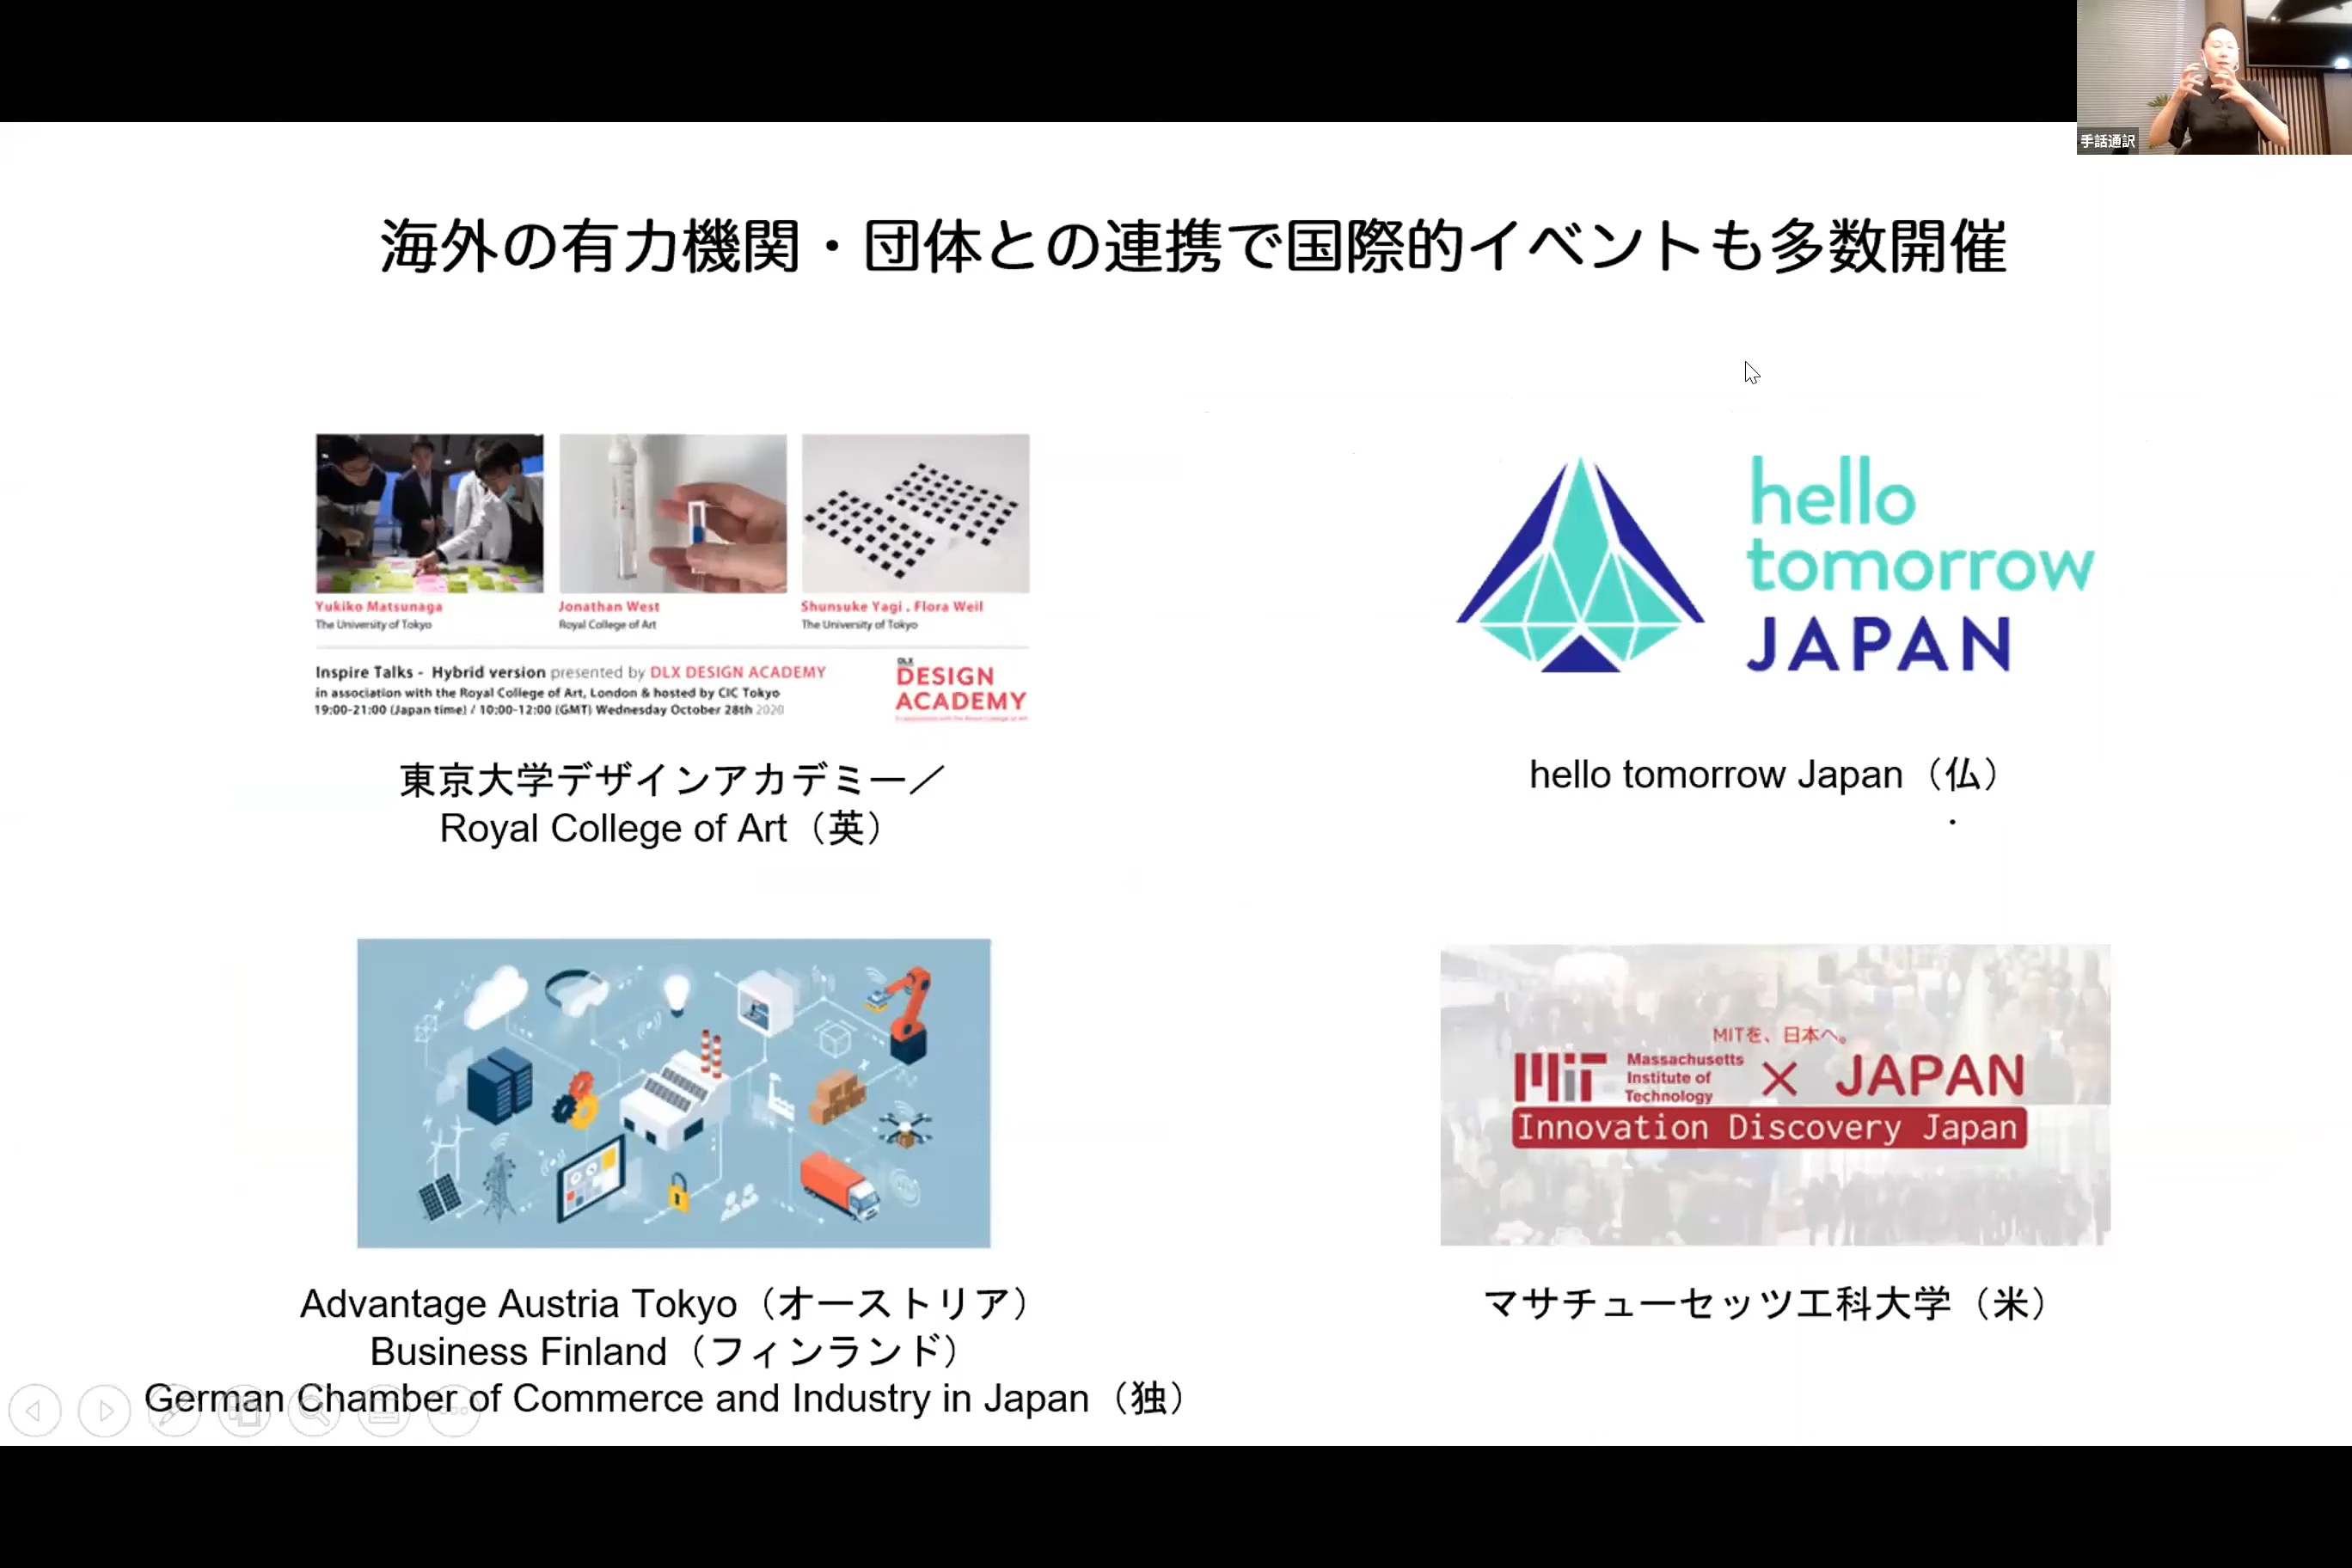 手話通訳
海外の有力機関・団体との連携で国際的イベントも多数開催
Yukiko Matsunaga
The University of Tokyo
Jonathan West
Royal College of Art
Shunsuke Yagi , Flora Weil
The University of Tokyo
Inspire Talks - Hybrid version presented by DLX DESIGN ACADEMY
in association with the Royal College of Art, London & hosted by CIC Tokyo
19:00-21:00 (Japan time) / 10:00-12:00 (GMT) Wednesday October 28th 2020
DLX
DESIGN
ACADEMY
東京大学デザインアカデミー／
Royal College of Art（英）
hello
tomorrow
JAPAN
hello tomorrow Japan（仏）
Advantage Austria Tokyo（オーストリア）
Business Finland（フィンランド）
German Chamber of Commerce and Industry in Japan（独）
MITを、日本へ。
MIT
Massachusetts
Institute of
Technology
× JAPAN
Innovation Discovery Japan
マサチューセッツ工科大学（米）